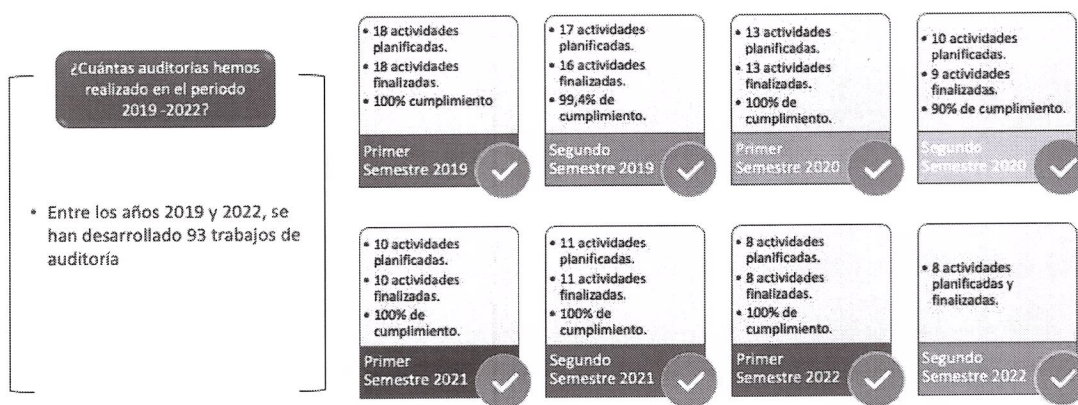 ¿Cuántas auditorias hemos
realizado en el periodo
2019 -2022?
• Entre los años 2019 y 2022, se
han desarrollado 93 trabajos de
auditoría
• 18 actividades
planificadas.
• 18 actividades
finalizadas.
• 100% cumplimiento
Primer
Semestre 2019
• 17 actividades
planificadas.
• 16 actividades
finalizadas.
• 99,4% de
cumplimiento.
Segundo
Semestre 2019
• 13 actividades
planificadas.
• 13 actividades
finalizadas.
• 100% de
cumplimiento.
Primer
Semestre 2020
• 10 actividades
planificadas.
• 9 actividades
finalizadas.
• 90% de cumplimiento.
Segundo
Semestre 2020
• 10 actividades
planificadas.
• 10 actividades
finalizadas.
• 100% de
cumplimiento.
Primer
Semestre 2021
• 11 actividades
planificadas.
• 11 actividades
finalizadas.
• 100% de
cumplimiento.
Segundo
Semestre 2021
• 8 actividades
planificadas.
• 8 actividades
finalizadas.
• 100% de
cumplimiento.
Primer
Semestre 2022
• 8 actividades
planificadas y
finalizadas.
Segundo
Semestre 2022